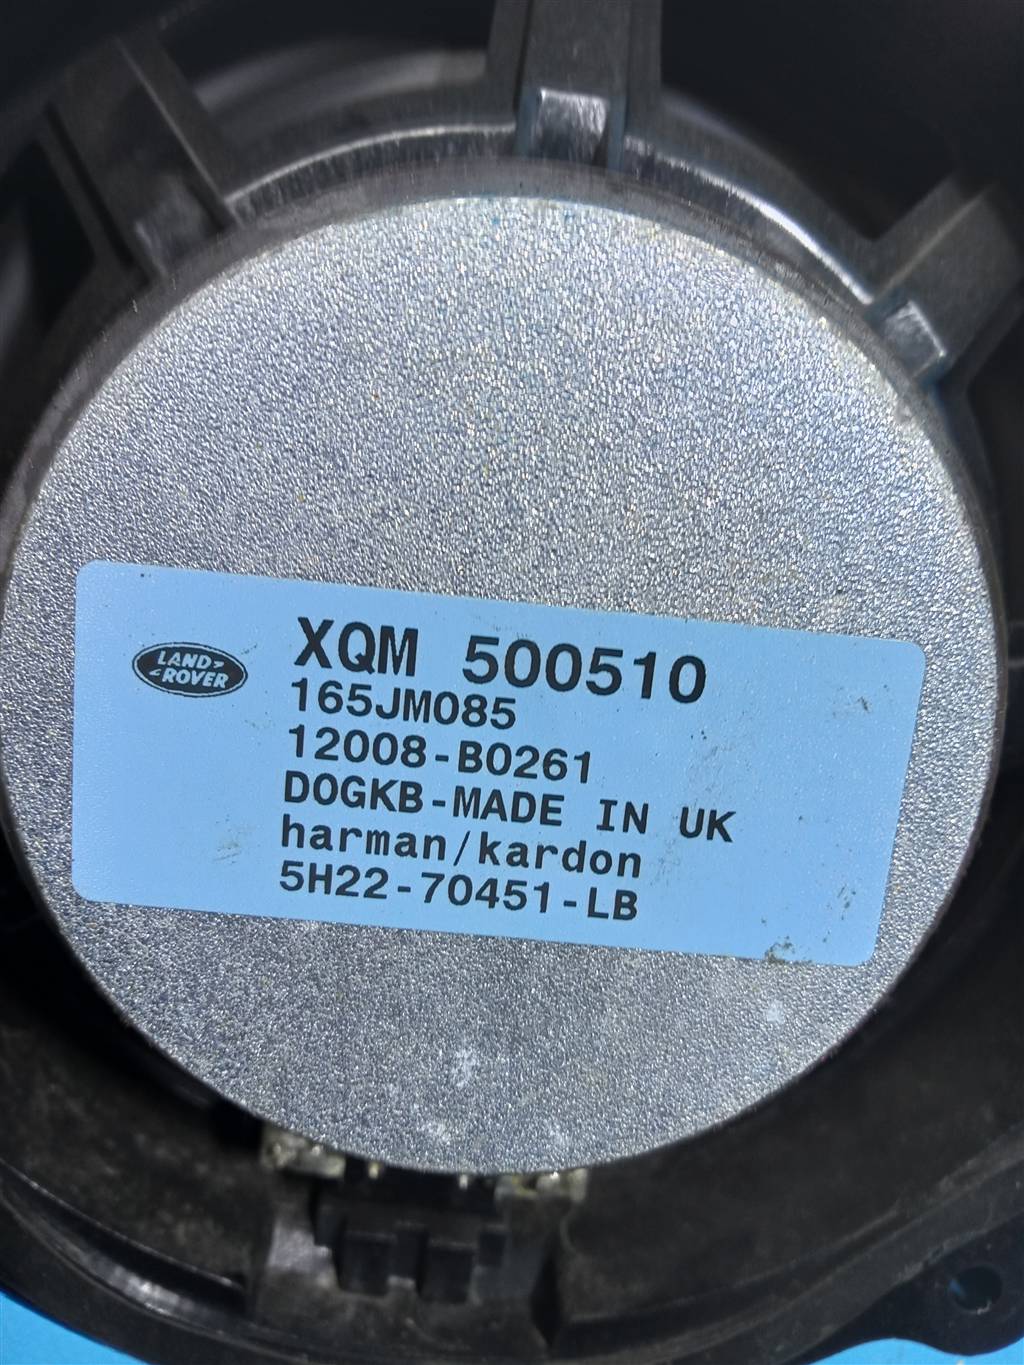 LAND-
-ROVER
XQM 500510
165JM085
12008-B0261
DOGKB-MADE IN UK
harman/kardon
5H22-70451-LB